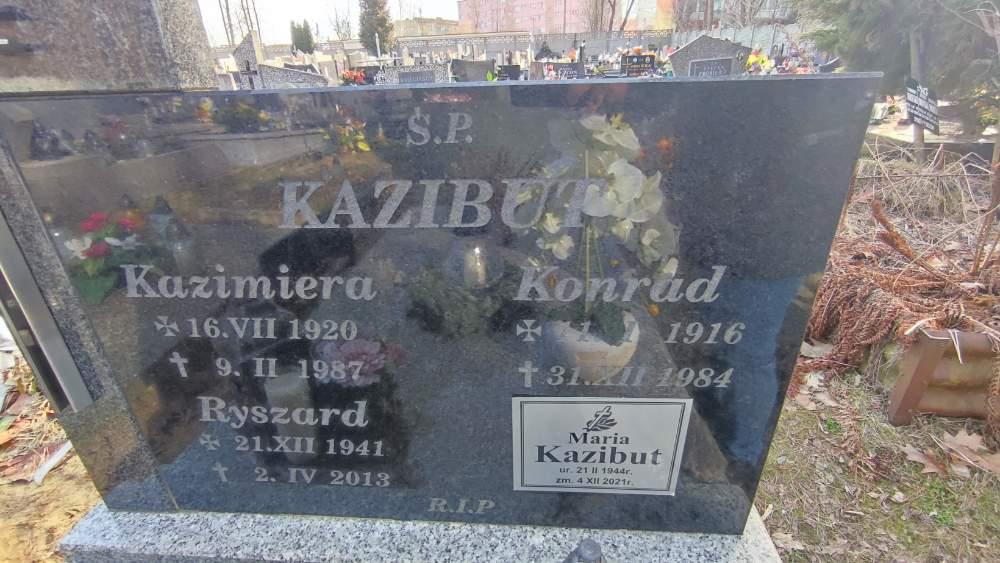 Ś.P.
KAZIBUT
Kazimiera
16.VII 1920
9. II 1987
Konrad
11. 1916
31.XII 1984
Ryszard
21.XII 1941
2. IV 2013
Maria
Kazibut
ur. 21 II 1944r.
zm. 4 XII 2021r.
R.I.P